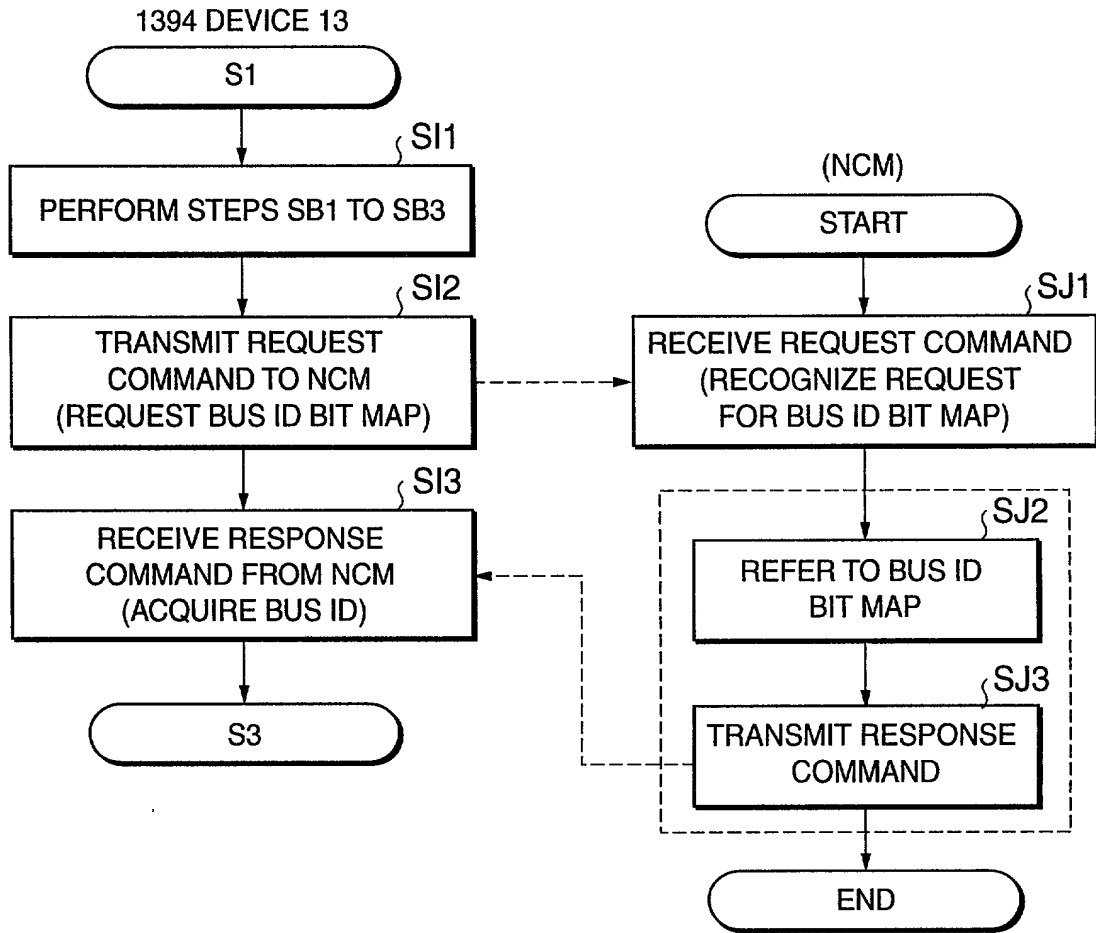 1394 DEVICE 13
S1
SI1
PERFORM STEPS SB1 TO SB3
SI2
TRANSMIT REQUEST
COMMAND TO NCM
(REQUEST BUS ID BIT MAP)
SI3
RECEIVE RESPONSE
COMMAND FROM NCM
(ACQUIRE BUS ID)
S3
(NCM)
START
SJ1
RECEIVE REQUEST COMMAND
(RECOGNIZE REQUEST
FOR BUS ID BIT MAP)
SJ2
REFER TO BUS ID
BIT MAP
SJ3
TRANSMIT RESPONSE
COMMAND
END